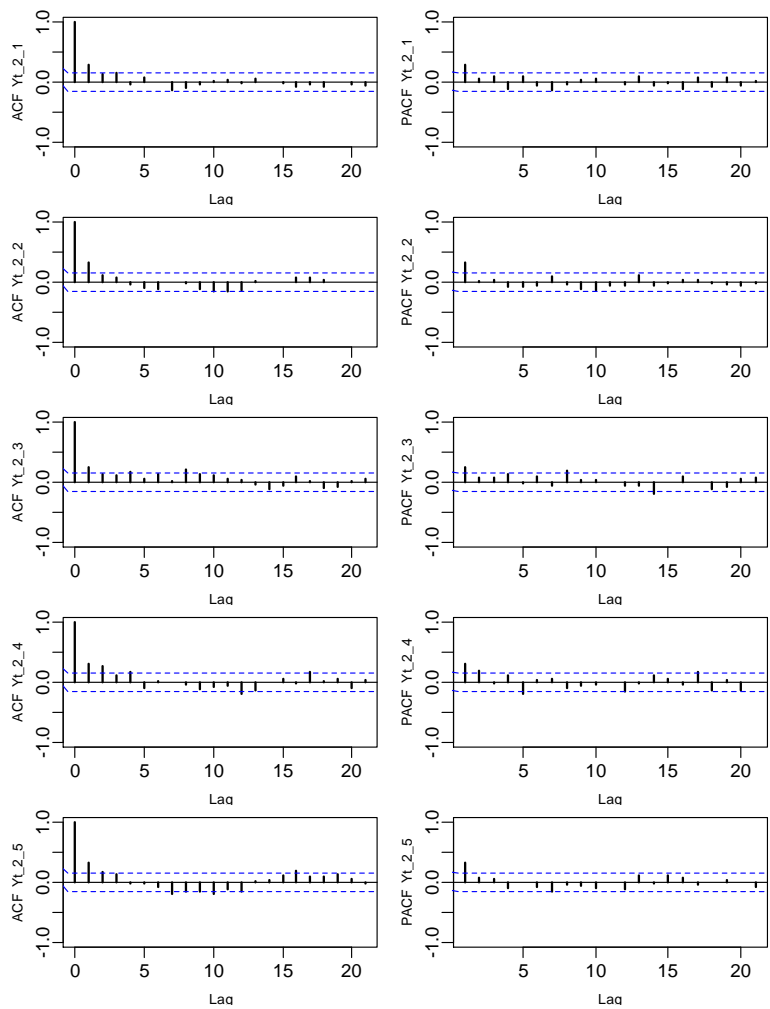 ACF Yt_2_1
1.0
0.0
-1.0
0 5 10 15 20
Lag
PACF Yt_2_1
1.0
0.0
-1.0
5 10 15 20
Lag
ACF Yt_2_2
1.0
0.0
-1.0
0 5 10 15 20
Lag
PACF Yt_2_2
1.0
0.0
-1.0
5 10 15 20
Lag
ACF Yt_2_3
1.0
0.0
-1.0
0 5 10 15 20
Lag
PACF Yt_2_3
1.0
0.0
-1.0
5 10 15 20
Lag
ACF Yt_2_4
1.0
0.0
-1.0
0 5 10 15 20
Lag
PACF Yt_2_4
1.0
0.0
-1.0
5 10 15 20
Lag
ACF Yt_2_5
1.0
0.0
-1.0
0 5 10 15 20
Lag
PACF Yt_2_5
1.0
0.0
-1.0
5 10 15 20
Lag